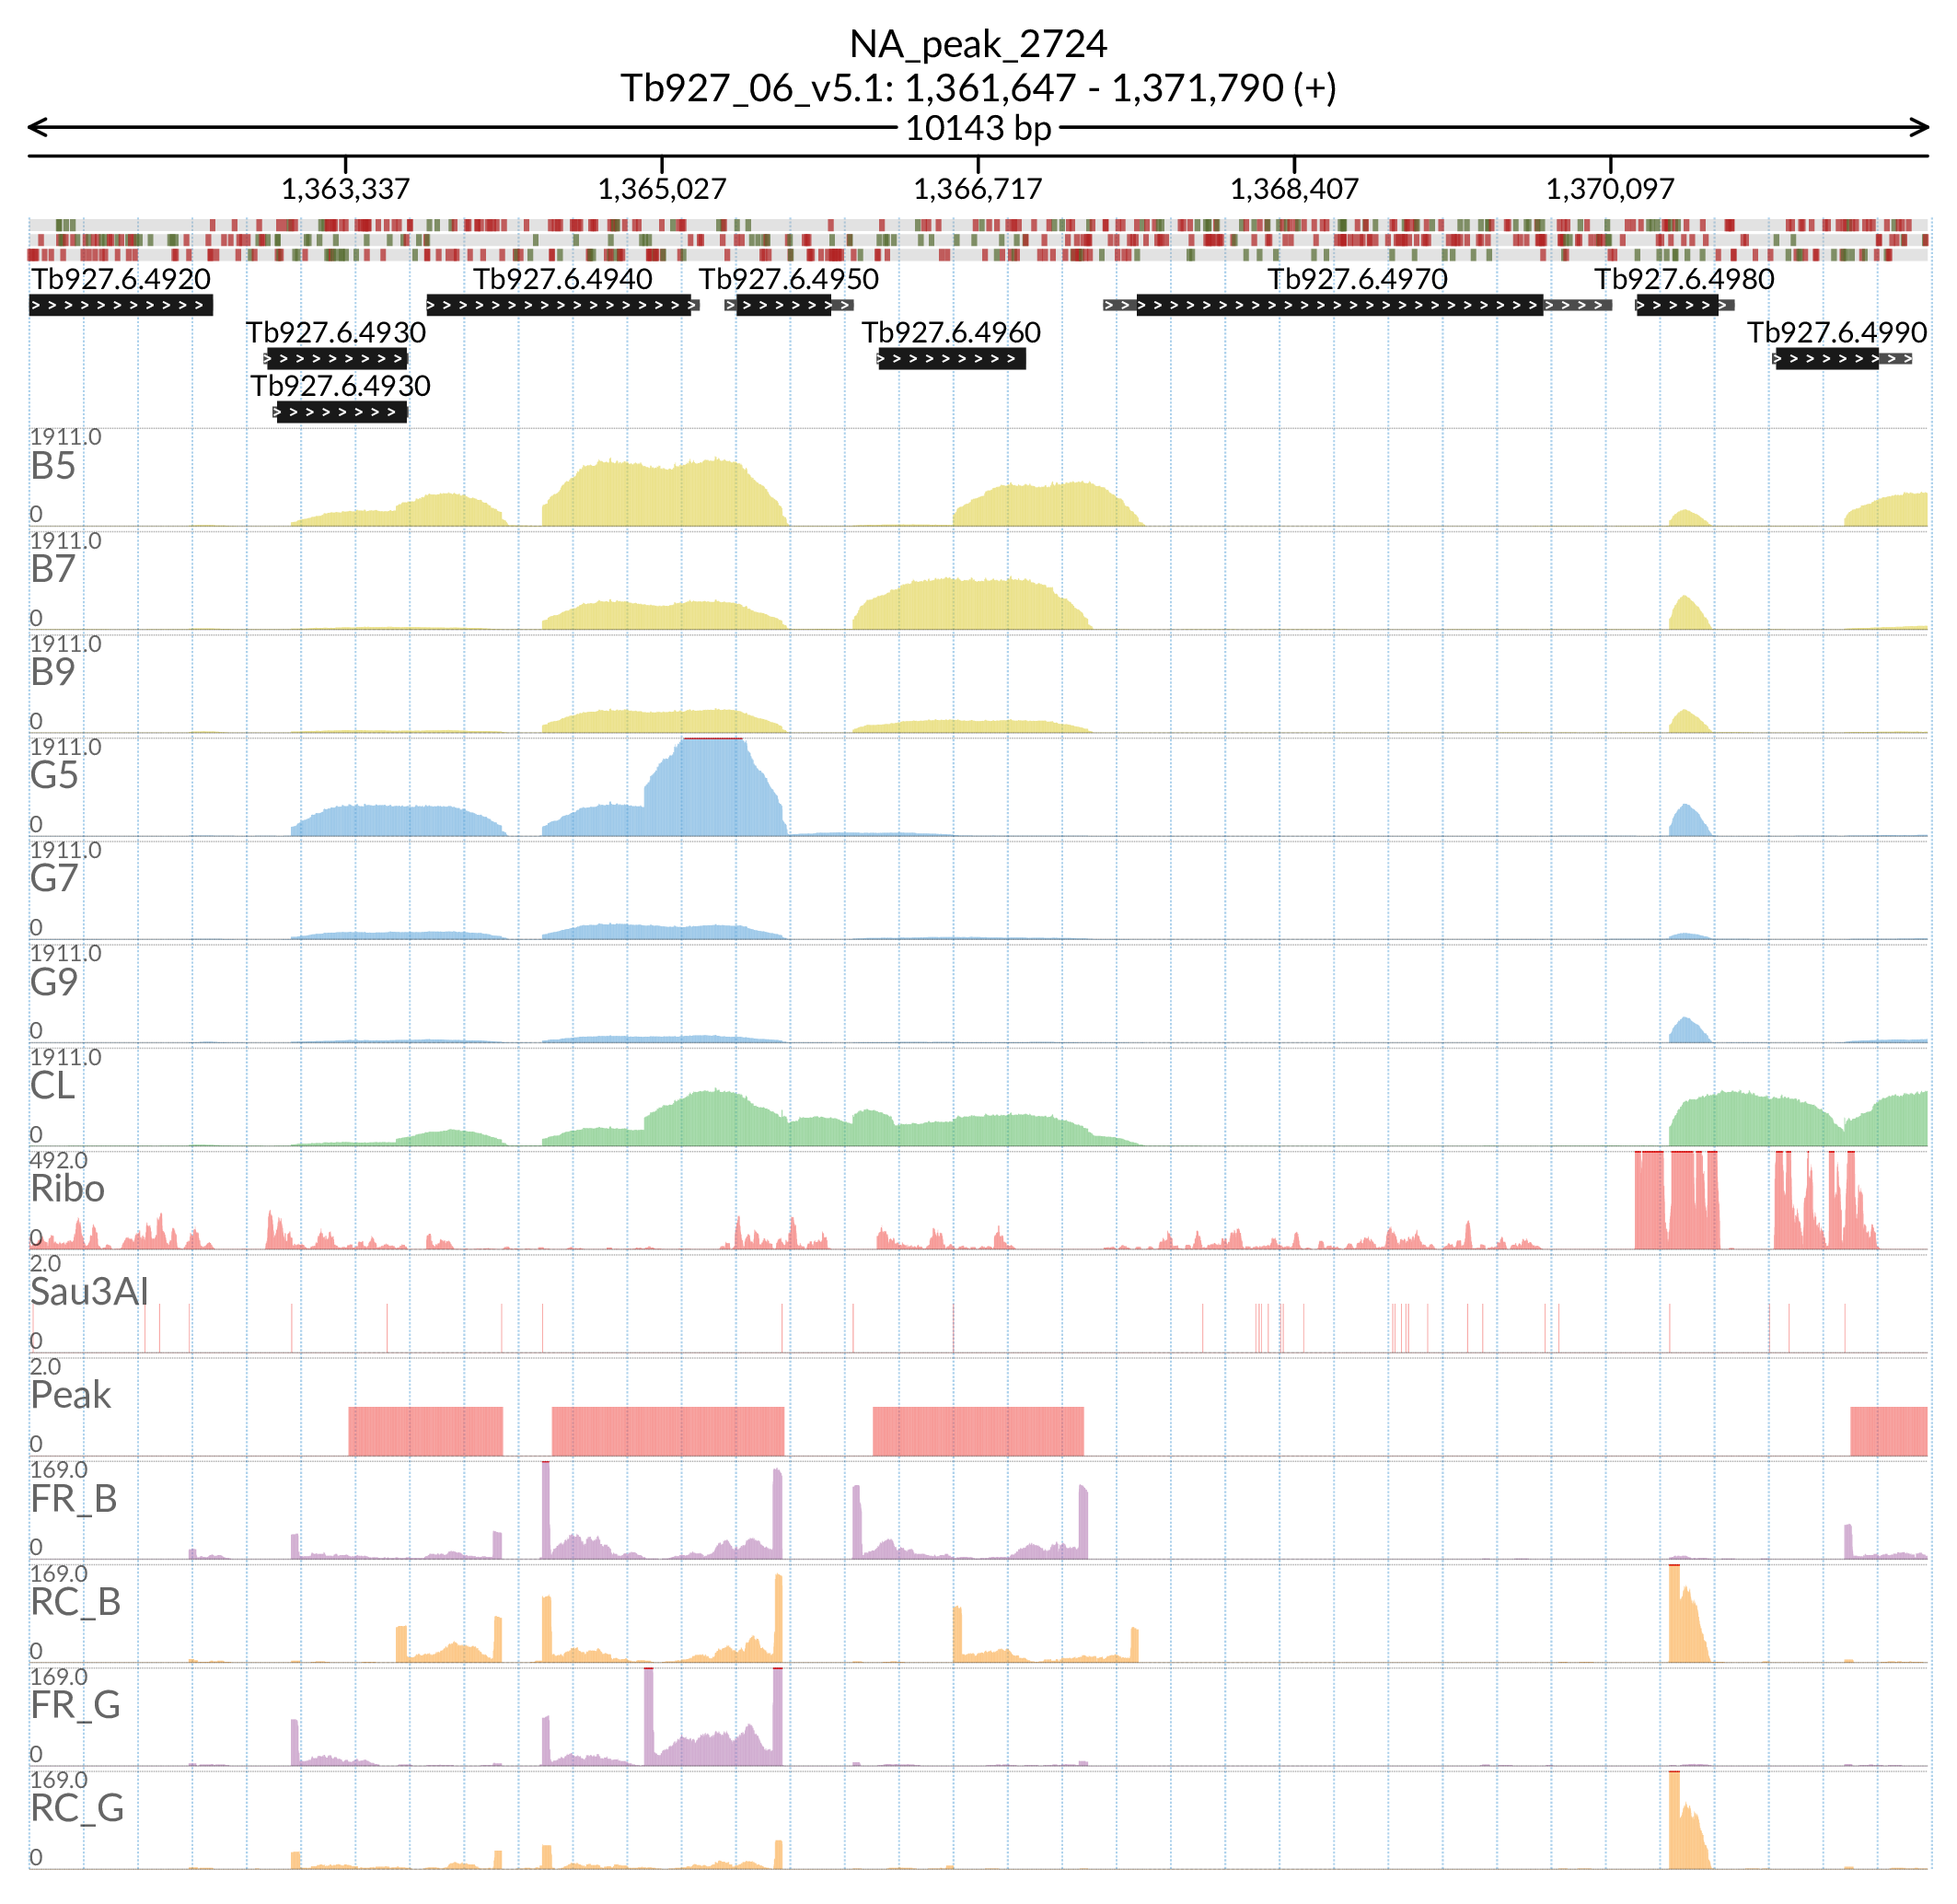 NA_peak_2724
Tb927_06_v5.1: 1,361,647 - 1,371,790 (+)
10143 bp
1,363,337 1,365,027 1,366,717 1,368,407 1,370,097
Tb927.6.4920 Tb927.6.4940 Tb927.6.4950 Tb927.6.4970 Tb927.6.4980
Tb927.6.4930 Tb927.6.4960 Tb927.6.4990
Tb927.6.4930
1911.0
B5
0
1911.0
B7
0
1911.0
B9
0
1911.0
G5
0
1911.0
G7
0
1911.0
G9
0
1911.0
CL
0
492.0
Ribo
0
2.0
Sau3AI
0
2.0
Peak
0
169.0
FR_B
0
169.0
RC_B
0
169.0
FR_G
0
169.0
RC_G
0